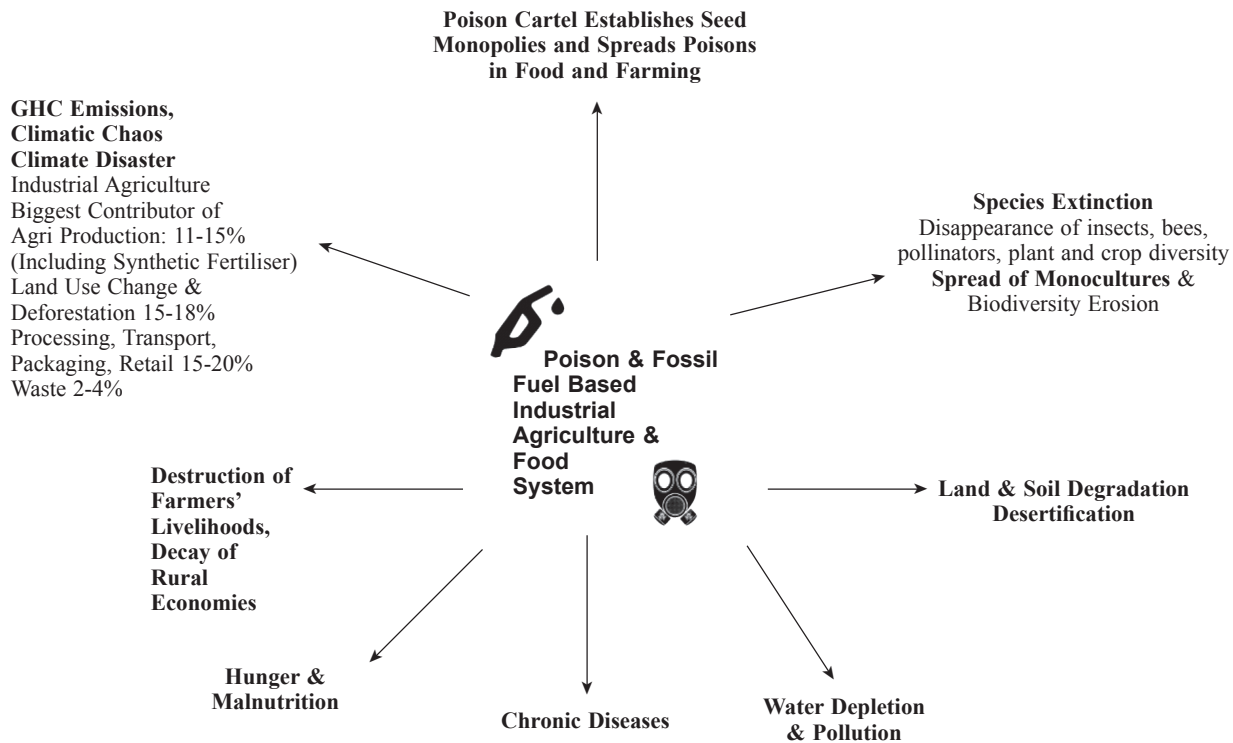 Poison Cartel Establishes Seed
Monopolies and Spreads Poisons
in Food and Farming
GHC Emissions,
Climatic Chaos
Climate Disaster
Industrial Agriculture
Biggest Contributor of
Agri Production: 11-15%
(Including Synthetic Fertiliser)
Land Use Change &
Deforestation 15-18%
Processing, Transport,
Packaging, Retail 15-20%
Waste 2-4%
Species Extinction
Disappearance of insects, bees,
pollinators, plant and crop diversity
Spread of Monocultures &
Biodiversity Erosion
Poison & Fossil
Fuel Based
Industrial
Agriculture &
Food
System
Destruction of
Farmers’
Livelihoods,
Decay of
Rural
Economies
Land & Soil Degradation
Desertification
Hunger &
Malnutrition
Chronic Diseases
Water Depletion
& Pollution